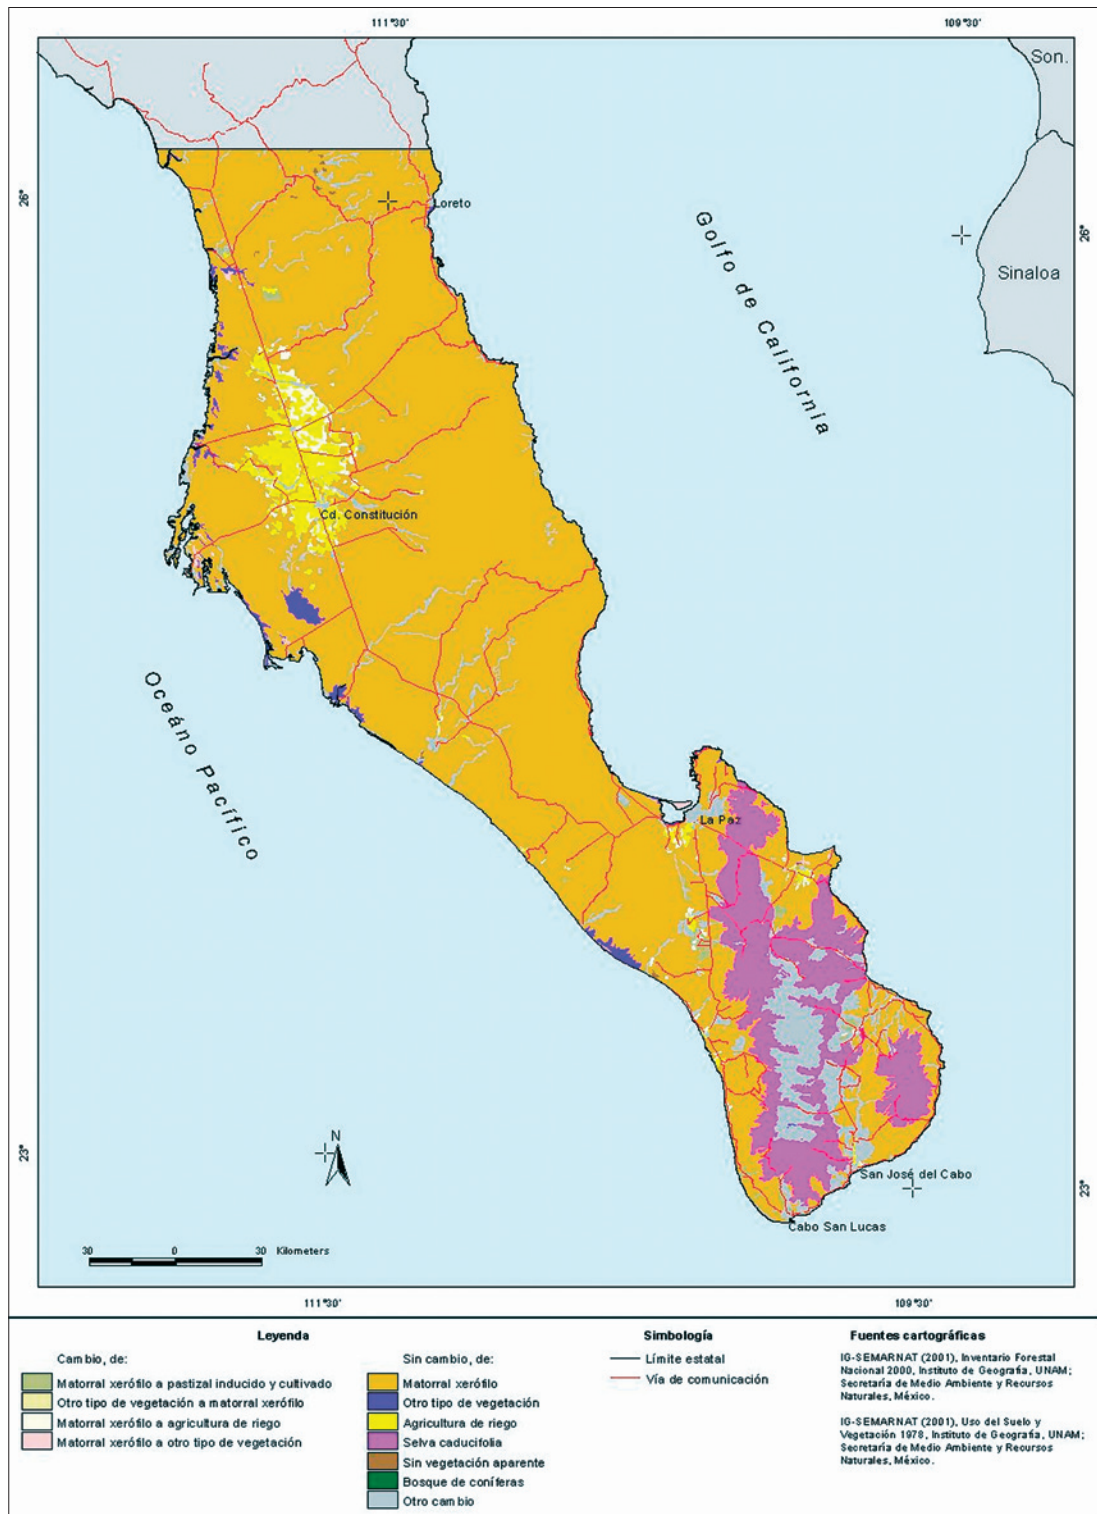 111°30'
109°30'
Son.
26°
Loreto
Golfo de California
26°
Sinaloa
Cd. Constitución
Oceáno Pacífico
La Paz
23°
N
San José del Cabo
23°
Cabo San Lucas
30 0 30 Kilometers
111°30'
109°30'
Leyenda
Cambio, de:
Matorral xerófilo a pastizal inducido y cultivado
Otro tipo de vegetación a matorral xerófilo
Matorral xerófilo a agricultura de riego
Matorral xerófilo a otro tipo de vegetación
Sin cambio, de:
Matorral xerófilo
Otro tipo de vegetación
Agricultura de riego
Selva caducifolia
Sin vegetación aparente
Bosque de coníferas
Otro cambio
Simbología
Límite estatal
Vía de comunicación
Fuentes cartográficas
IG-SEMARNAT (2001), Inventario Forestal
Nacional 2000, Instituto de Geografía, UNAM;
Secretaría de Medio Ambiente y Recursos
Naturales, México.
IG-SEMARNAT (2001), Uso del Suelo y
Vegetación 1978, Instituto de Geografía, UNAM;
Secretaría de Medio Ambiente y Recursos
Naturales, México.